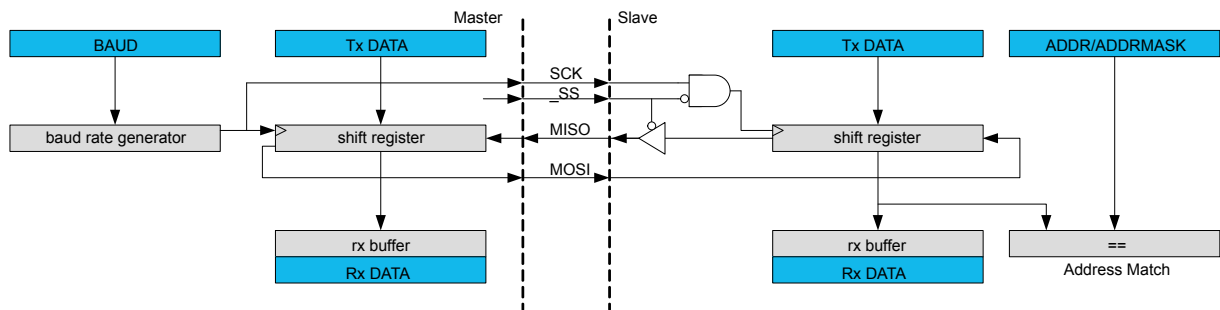 Master
Slave
BAUD
Tx DATA
Tx DATA
ADDR/ADDRMASK
SCK
_SS
baud rate generator
shift register
MISO
shift register
MOSI
rx buffer
rx buffer
==
Rx DATA
Rx DATA
Address Match